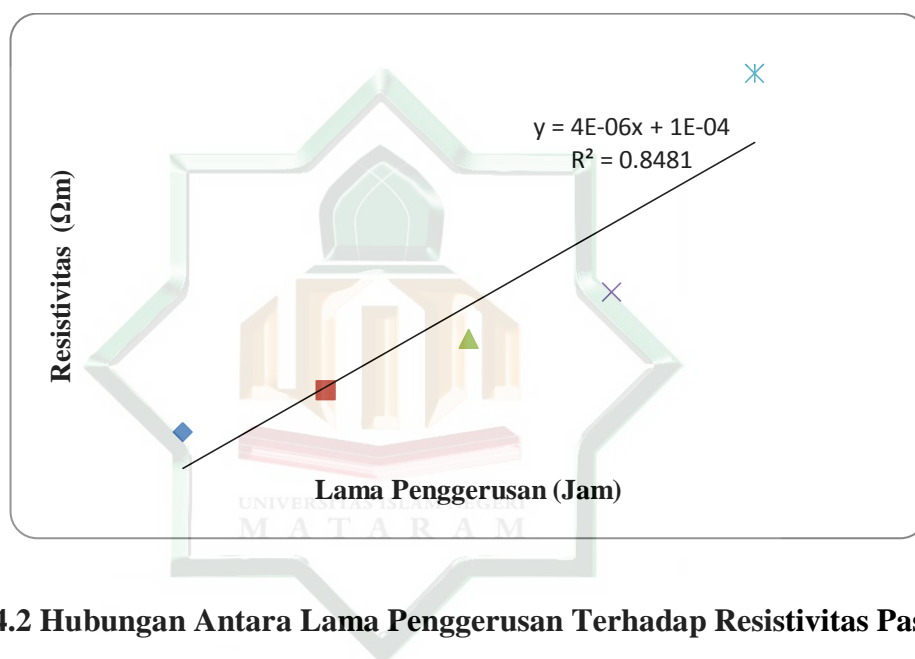 y = 4E-06x + 1E-04
R² = 0.8481
Resistivitas (Ωm)
Lama Penggerusan (Jam)
UNIVERSITAS ISLAM NEGERI
MATARAM
4.2 Hubungan Antara Lama Penggerusan Terhadap Resistivitas Pas